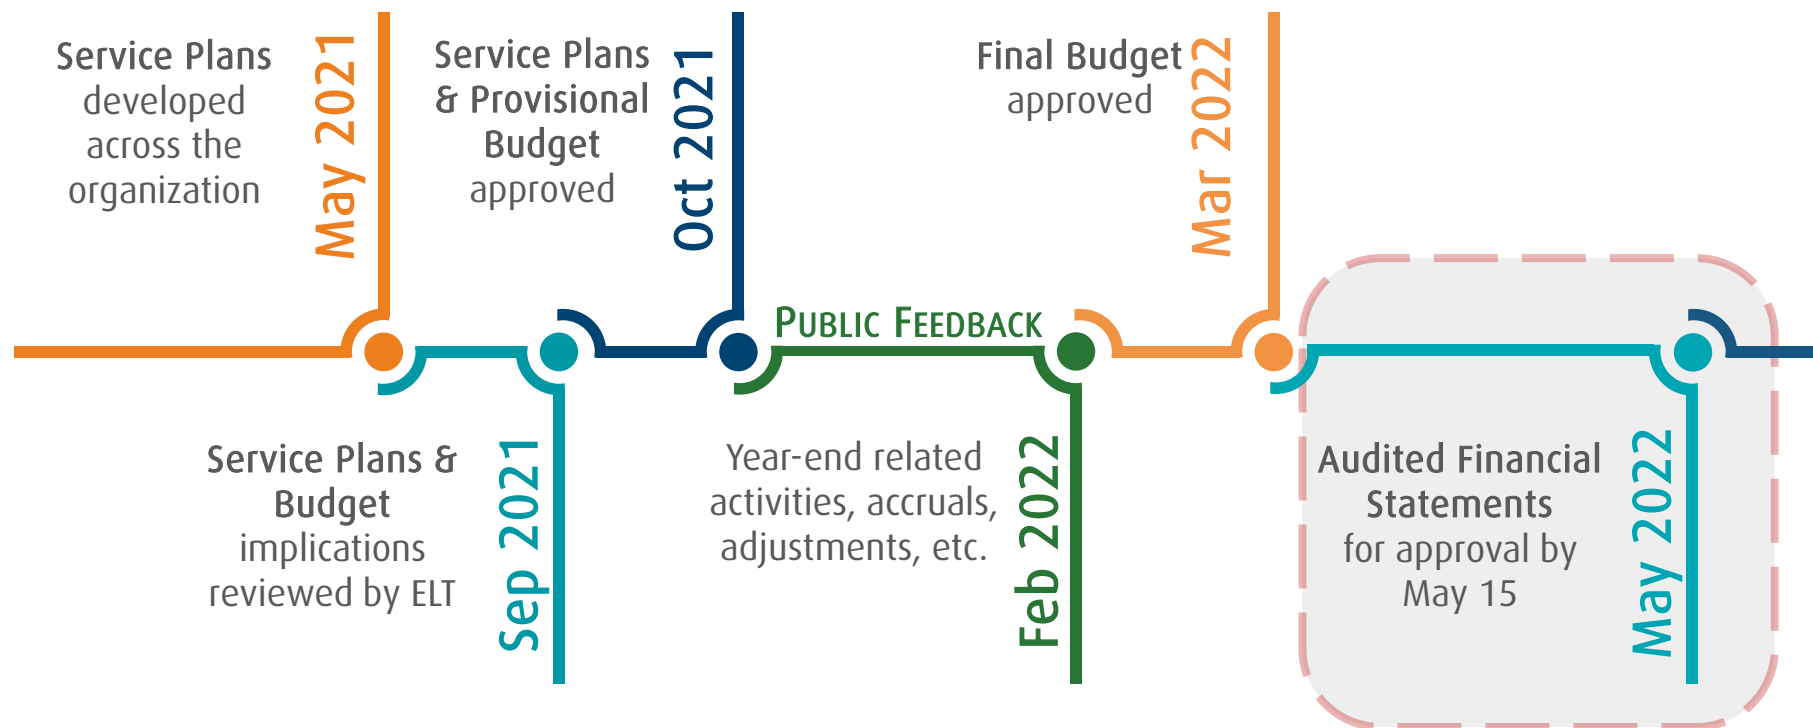 Service Plans
developed
across the
organization
May 2021
Service Plans
& Provisional
Budget
approved
Oct 2021
Final Budget
approved
Mar 2022
PUBLIC FEEDBACK
Service Plans &
Budget
implications
reviewed by ELT
Sep 2021
Year-end related
activities, accruals,
adjustments, etc.
Feb 2022
Audited Financial
Statements
for approval by
May 15
May 2022